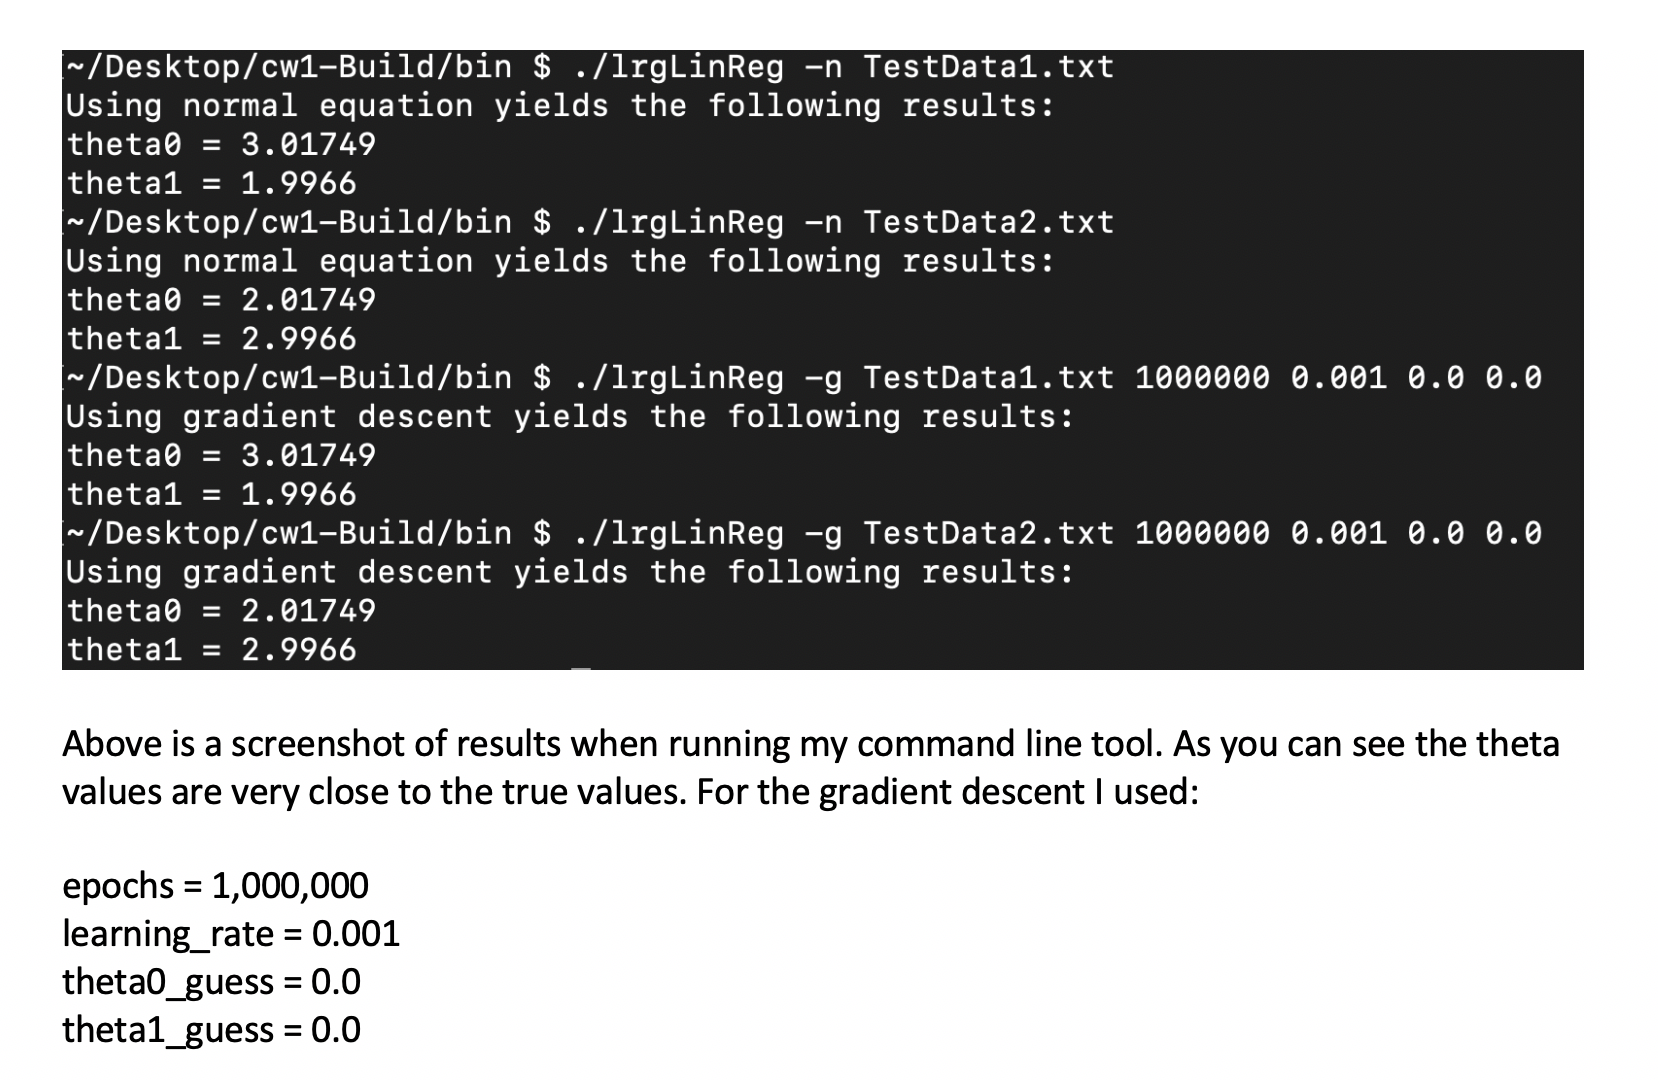 ~/Desktop/cw1-Build/bin $ ./lrgLinReg -n TestData1.txt
Using normal equation yields the following results:
theta0 = 3.01749
theta1 = 1.9966
~/Desktop/cw1-Build/bin $ ./lrgLinReg -n TestData2.txt
Using normal equation yields the following results:
theta0 = 2.01749
theta1 = 2.9966
~/Desktop/cw1-Build/bin $ ./lrgLinReg -g TestData1.txt 1000000 0.001 0.0 0.0
Using gradient descent yields the following results:
theta0 = 3.01749
theta1 = 1.9966
~/Desktop/cw1-Build/bin $ ./lrgLinReg -g TestData2.txt 1000000 0.001 0.0 0.0
Using gradient descent yields the following results:
theta0 = 2.01749
theta1 = 2.9966
Above is a screenshot of results when running my command line tool. As you can see the theta
values are very close to the true values. For the gradient descent I used:
epochs = 1,000,000
learning_rate = 0.001
theta0_guess = 0.0
theta1_guess = 0.0